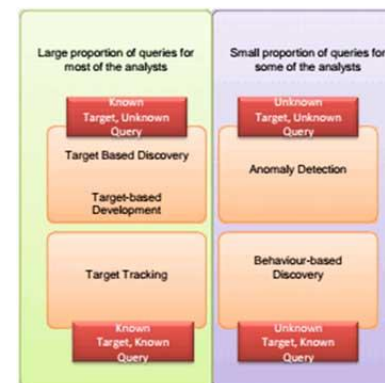 Large proportion of queries for
most of the analysts
Known
Target, Unknown
Query
Target Based Discovery
Target-based
Development
Target Tracking
Known
Target, Known
Query
Small proportion of queries for
some of the analysts
Unknown
Target, Unknown
Query
Anomaly Detection
Behaviour-based
Discovery
Unknown
Target, Known
Query